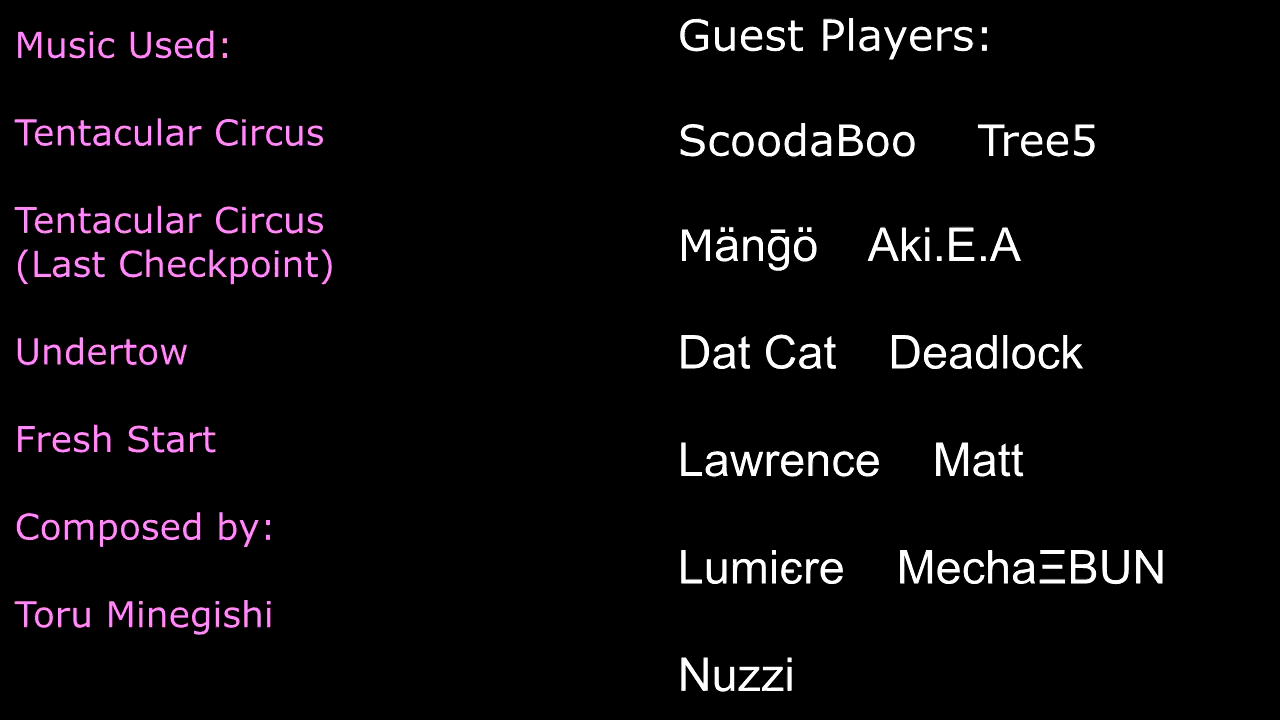 Music Used:
Tentacular Circus
Tentacular Circus
(Last Checkpoint)
Undertow
Fresh Start
Composed by:
Toru Minegishi
Guest Players:
ScoodaBoo Tree5
Mänḡö Aki.E.A
Dat Cat Deadlock
Lawrence Matt
Lumiєre MechaΞBUN
Nuzzi